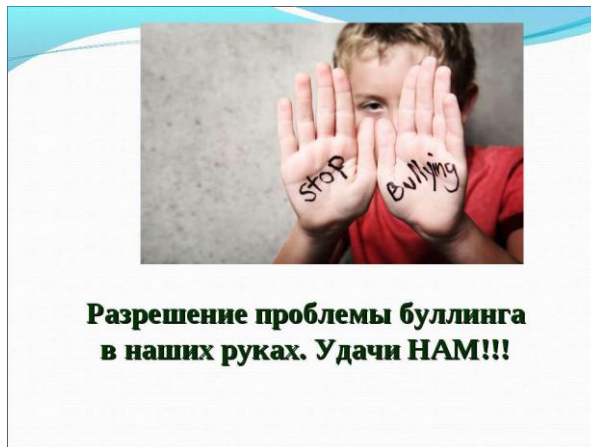 stop Bullying
Разрешение проблемы буллинга
в наших руках. Удачи НАМ!!!